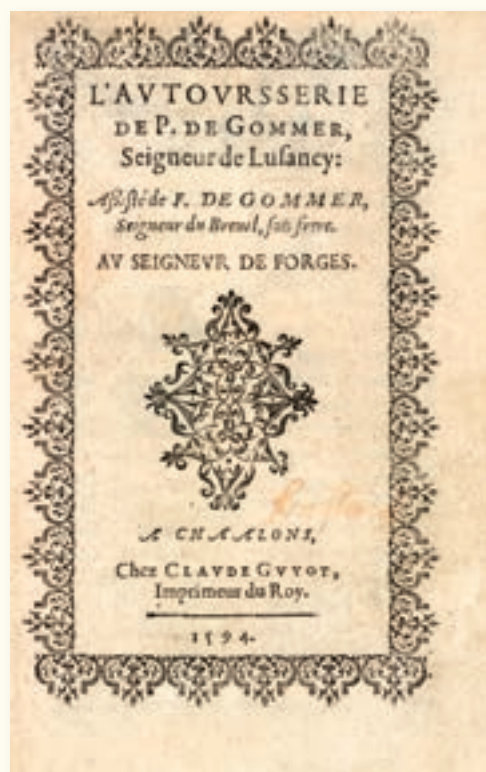 L'AVTOVRSSERIE
DE P. DE GOMMER,
Seigneur de Luſancy:
Aſſiſté de F. DE GOMMER,
Seigneur du Breuil, ſon frere.
AV SEIGNEVR DE FORGES.
A CHAALONS,
Chez CLAVDE GVYOT,
Imprimeur du Roy.
1594.